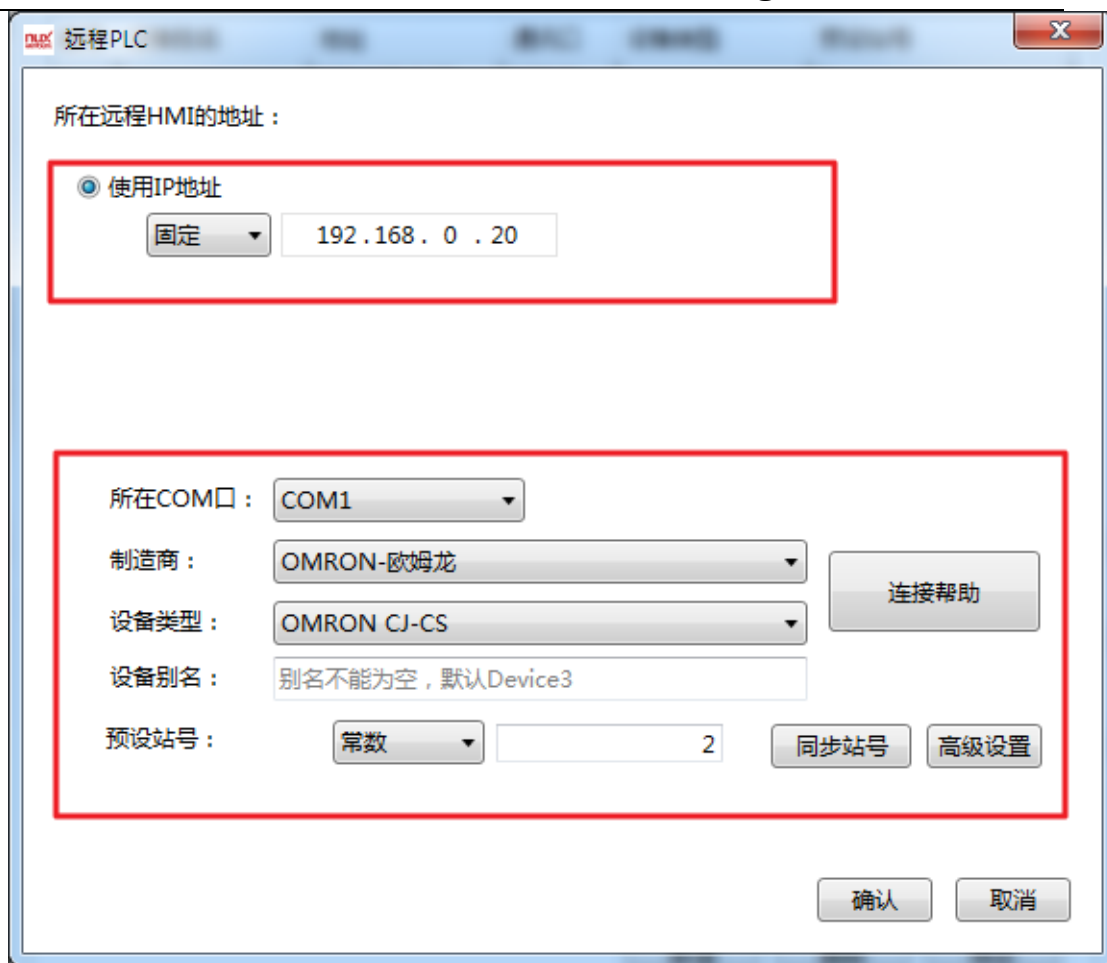 远程PLC
所在远程HMI的地址：
使用IP地址
固定 192.168. 0 .20
所在COM口： COM1
制造商： OMRON-欧姆龙
连接帮助
设备类型： OMRON CJ-CS
设备别名： 别名不能为空，默认Device3
预设站号： 常数 2 同步站号 高级设置
确认 取消